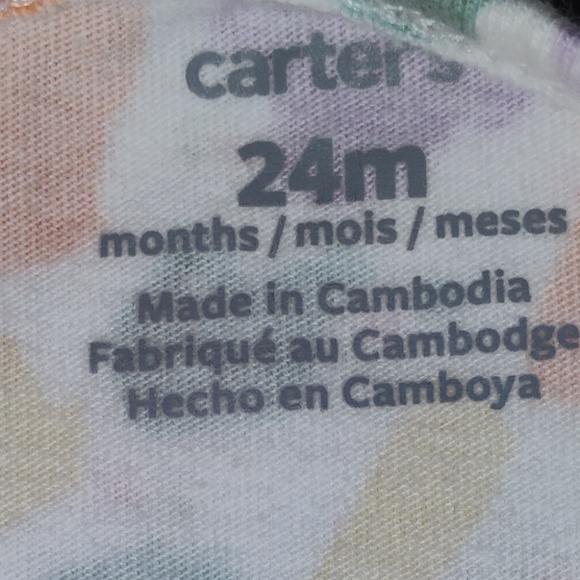 carter's
24m
months / mois / meses
Made in Cambodia
Fabriqué au Cambodge
Hecho en Camboya